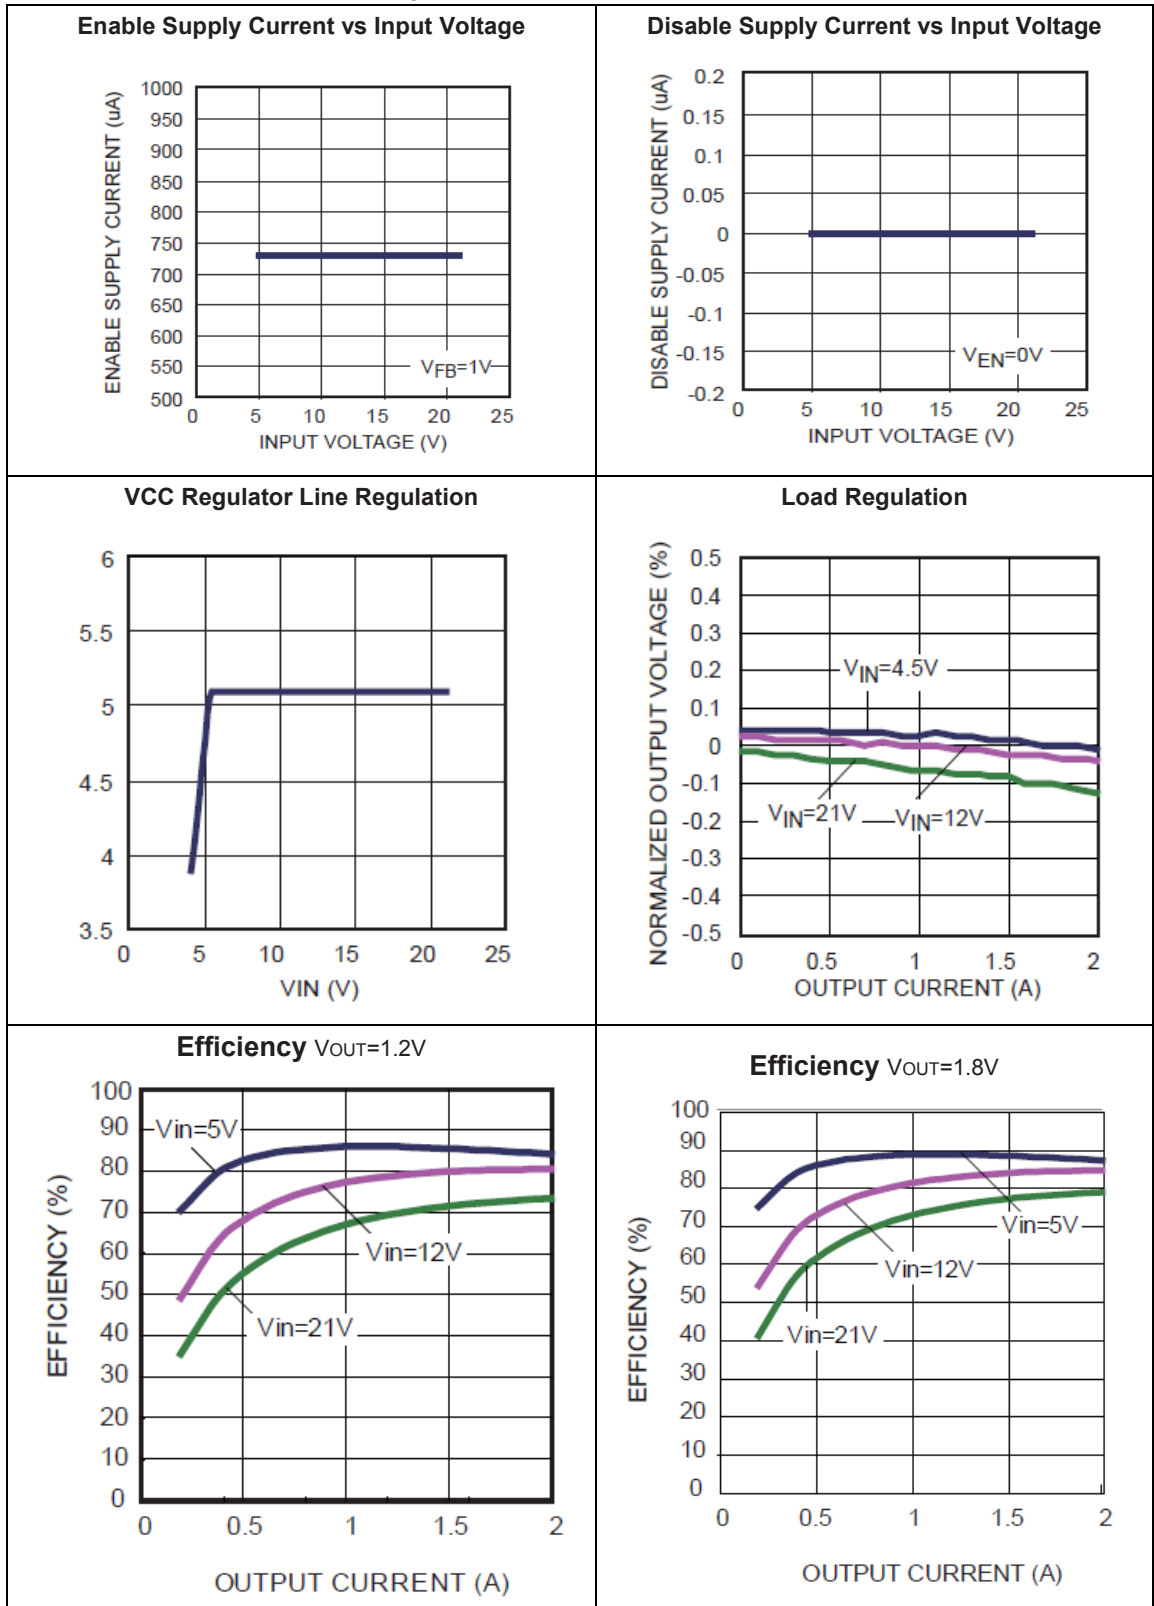 Enable Supply Current vs Input Voltage
ENABLE SUPPLY CURRENT (uA)
1000
950
900
850
800
750
700
650
600
550
500
VFB=1V
0 5 10 15 20 25
INPUT VOLTAGE (V)
Disable Supply Current vs Input Voltage
DISABLE SUPPLY CURRENT (uA)
0.2
0.15
0.1
0.05
0
-0.05
-0.1
-0.15
-0.2
VEN=0V
0 5 10 15 20 25
INPUT VOLTAGE (V)
VCC Regulator Line Regulation
6
5.5
5
4.5
4
3.5
0 5 10 15 20 25
VIN (V)
Load Regulation
NORMALIZED OUTPUT VOLTAGE (%)
0.5
0.4
0.3
0.2
0.1
0
-0.1
-0.2
-0.3
-0.4
-0.5
VIN=4.5V
VIN=21V
VIN=12V
0 0.5 1 1.5 2
OUTPUT CURRENT (A)
Efficiency VOUT=1.2V
EFFICIENCY (%)
100
90
80
70
60
50
40
30
20
10
0
Vin=5V
Vin=12V
Vin=21V
0 0.5 1 1.5 2
OUTPUT CURRENT (A)
Efficiency VOUT=1.8V
EFFICIENCY (%)
100
90
80
70
60
50
40
30
20
10
0
Vin=5V
Vin=12V
Vin=21V
0 0.5 1 1.5 2
OUTPUT CURRENT (A)